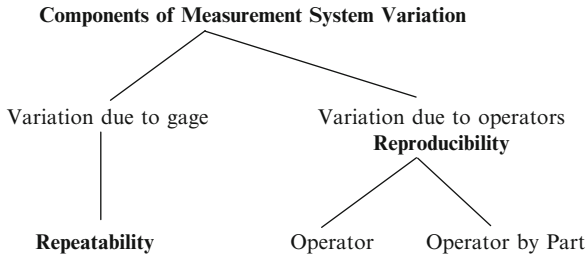 Components of Measurement System Variation
Variation due to gage
Variation due to operators
Reproducibility
Repeatability
Operator
Operator by Part